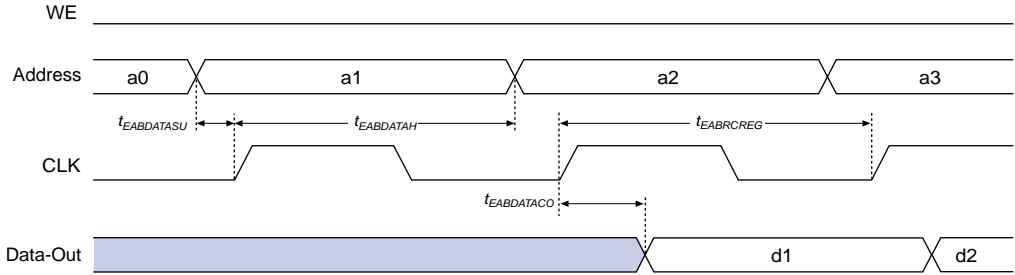 WE
Address a0 a1 a2 a3
tEABDATASU tEABDATAH tEABRCREG
CLK
tEABDATACO
Data-Out d1 d2